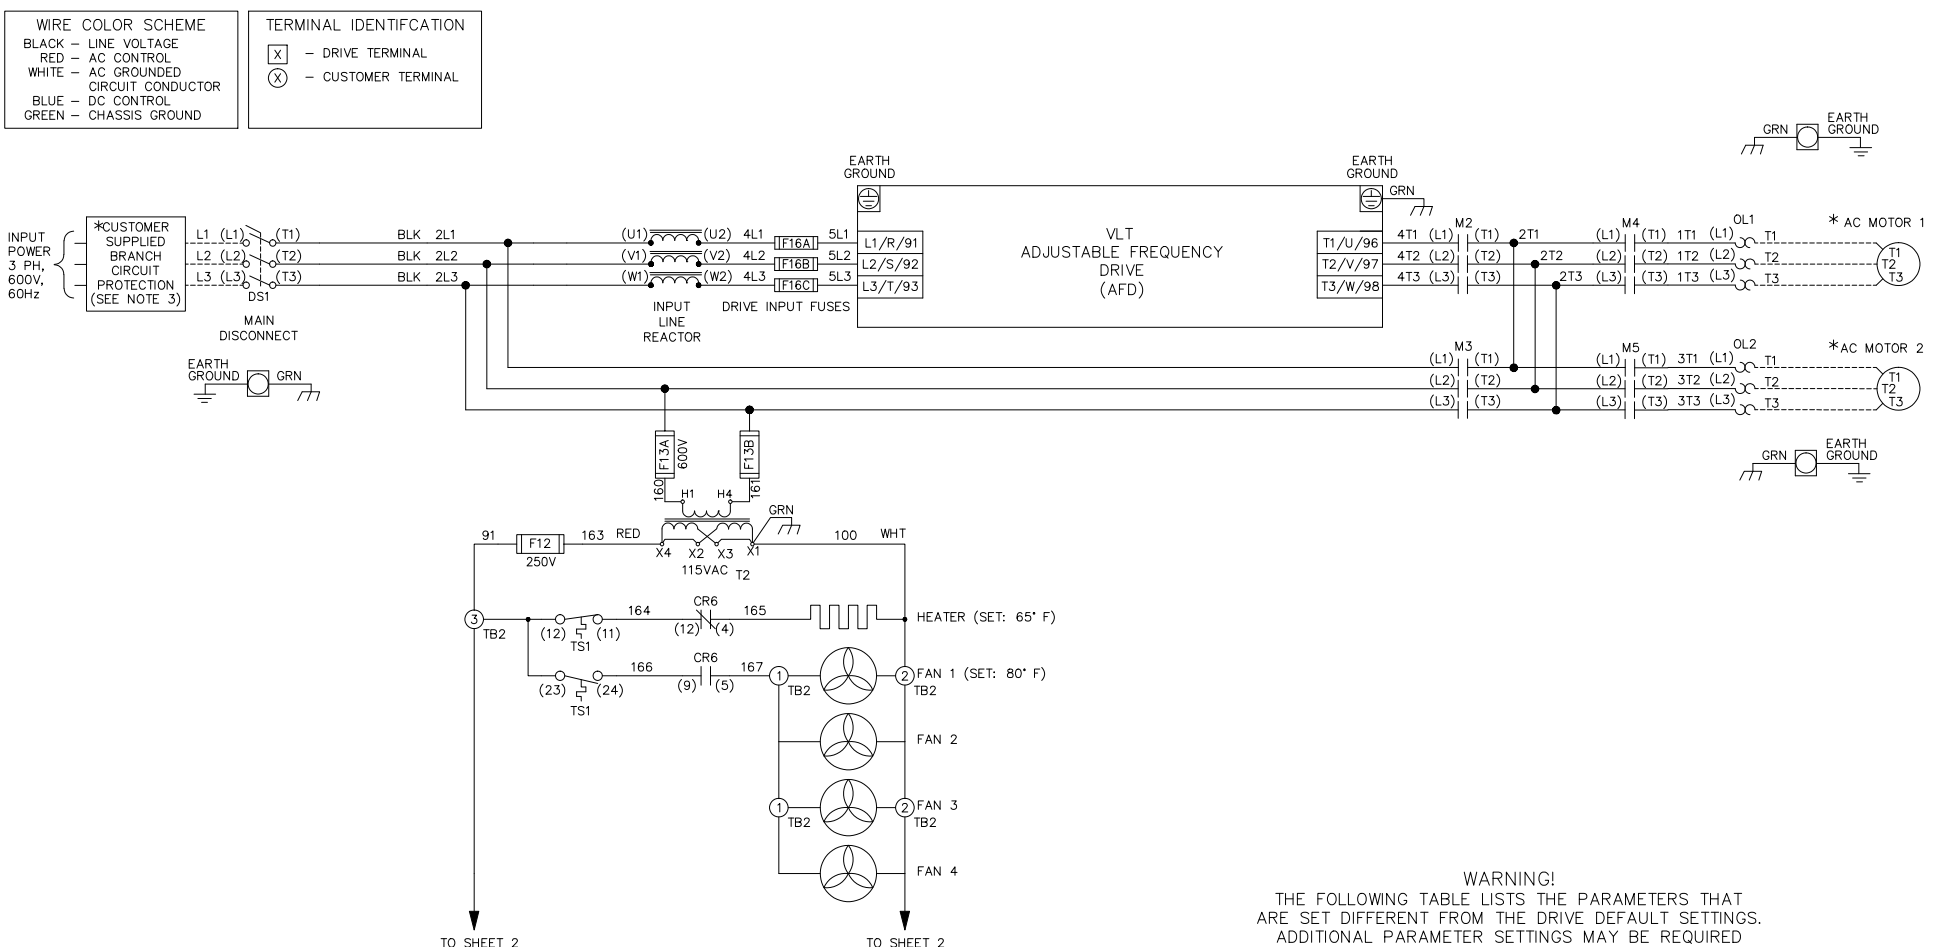 WIRE COLOR SCHEME
BLACK – LINE VOLTAGE
RED – AC CONTROL
WHITE – AC GROUNDED
CIRCUIT CONDUCTOR
BLUE – DC CONTROL
GREEN – CHASSIS GROUND
TERMINAL IDENTIFCATION
X – DRIVE TERMINAL
X – CUSTOMER TERMINAL
GRN
EARTH
GROUND
INPUT
POWER
3 PH,
600V,
60Hz
*CUSTOMER
SUPPLIED
BRANCH
CIRCUIT
PROTECTION
(SEE NOTE 3)
L1 (L1) (T1) BLK 2L1 (U1) (U2) 4L1 F16A 5L1
L2 (L2) (T2) BLK 2L2 (V1) (V2) 4L2 F16B 5L2
L3 (L3) (T3) BLK 2L3 (W1) (W2) 4L3 F16C 5L3
DS1
MAIN
DISCONNECT
INPUT
LINE
REACTOR
DRIVE INPUT FUSES
EARTH
GROUND
EARTH
GROUND
GRN
L1/R/91
L2/S/92
L3/T/93
VLT
ADJUSTABLE FREQUENCY
DRIVE
(AFD)
T1/U/96
T2/V/97
T3/W/98
M2 M4 OL1 * AC MOTOR 1
4T1 (L1) (T1) 2T1 (L1) (T1) 1T1 (L1) T1 T1
4T2 (L2) (T2) 2T2 (L2) (T2) 1T2 (L2) T2 T2
4T3 (L3) (T3) 2T3 (L3) (T3) 1T3 (L3) T3 T3
EARTH
GROUND GRN
M3 M5 OL2 *AC MOTOR 2
(L1) (T1) (L1) (T1) 3T1 (L1) T1 T1
(L2) (T2) (L2) (T2) 3T2 (L2) T2 T2
(L3) (T3) (L3) (T3) 3T3 (L3) T3 T3
GRN
EARTH
GROUND
F13A
600V
F13B
160
161
H1 H4
GRN
91 F12 163 RED
250V
X4 X2 X3 X1
100 WHT
115VAC T2
3 TB2
(12) (11) TS1
164
CR6
(12) (4)
165
HEATER (SET: 65° F)
(23) (24) TS1
166
CR6
(9) (5)
167
1 TB2
2 TB2
FAN 1 (SET: 80° F)
FAN 2
1 TB2
2 TB2
FAN 3
FAN 4
TO SHEET 2
TO SHEET 2
WARNING!
THE FOLLOWING TABLE LISTS THE PARAMETERS THAT
ARE SET DIFFERENT FROM THE DRIVE DEFAULT SETTINGS.
ADDITIONAL PARAMETER SETTINGS MAY BE REQUIRED